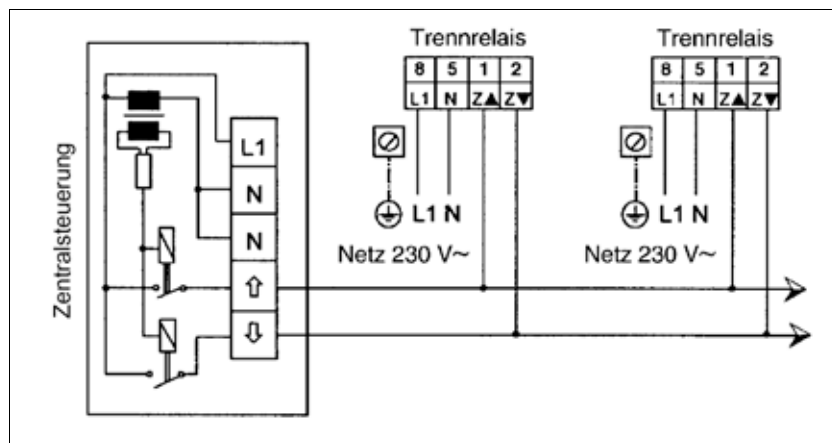 Trennrelais
8 5 1 2
L1 N Z▲ Z▼
L1 N
Netz 230 V~
Trennrelais
8 5 1 2
L1 N Z▲ Z▼
L1 N
Netz 230 V~
Zentralsteuerung
L1
N
N
⇧
⇩